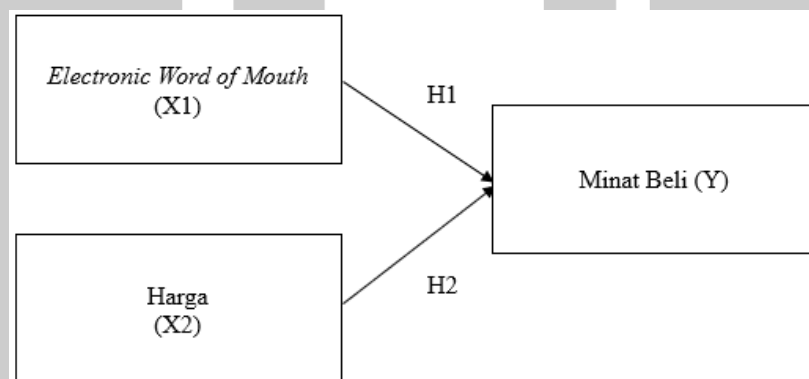 Electronic Word of Mouth
(X1)
H1
Minat Beli (Y)
Harga
(X2)
H2